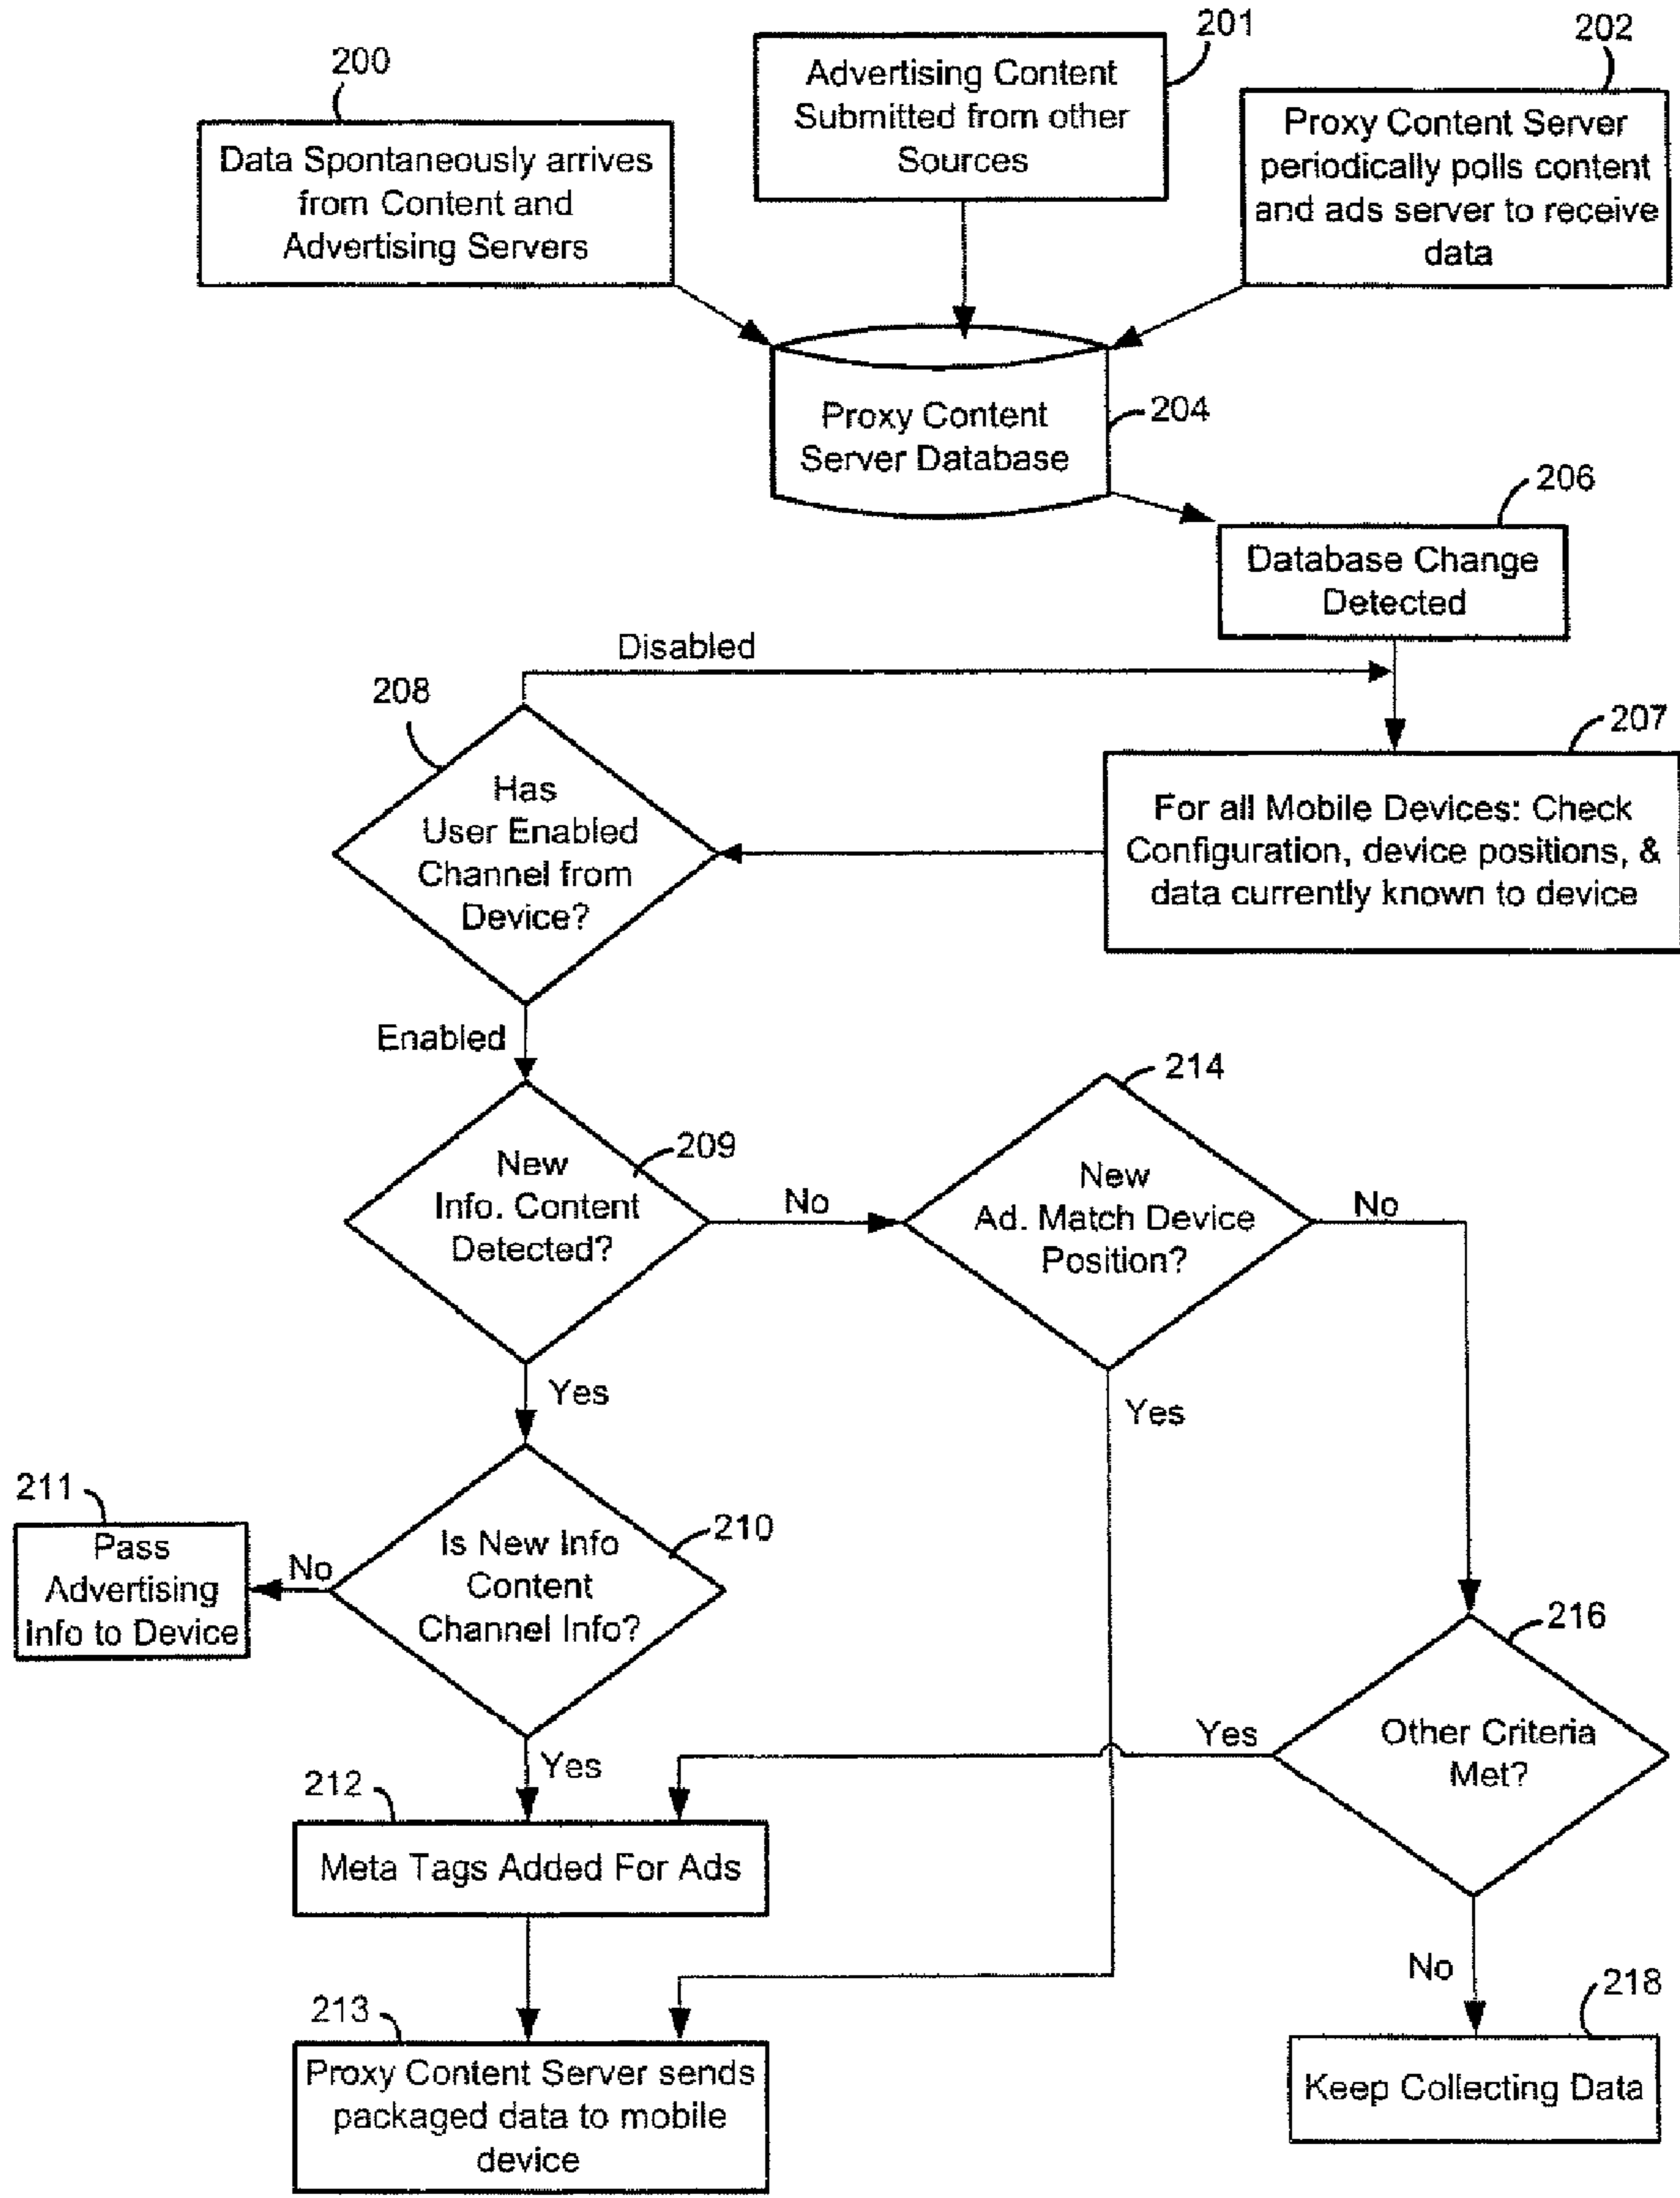 200
Data Spontaneously arrives
from Content and
Advertising Servers
201
Advertising Content
Submitted from other
Sources
202
Proxy Content Server
periodically polls content
and ads server to receive
data
Proxy Content
Server Database
204
206
Database Change
Detected
Disabled
208
Has
User Enabled
Channel from
Device?
207
For all Mobile Devices: Check
Configuration, device positions, &
data currently known to device
Enabled
209
New
Info. Content
Detected?
No
214
New
Ad. Match Device
Position?
No
Yes
Yes
211
Pass
Advertising
Info to Device
No
210
Is New Info
Content
Channel Info?
216
Other Criteria
Met?
Yes
Yes
212
Meta Tags Added For Ads
No
213
Proxy Content Server sends
packaged data to mobile
device
218
Keep Collecting Data